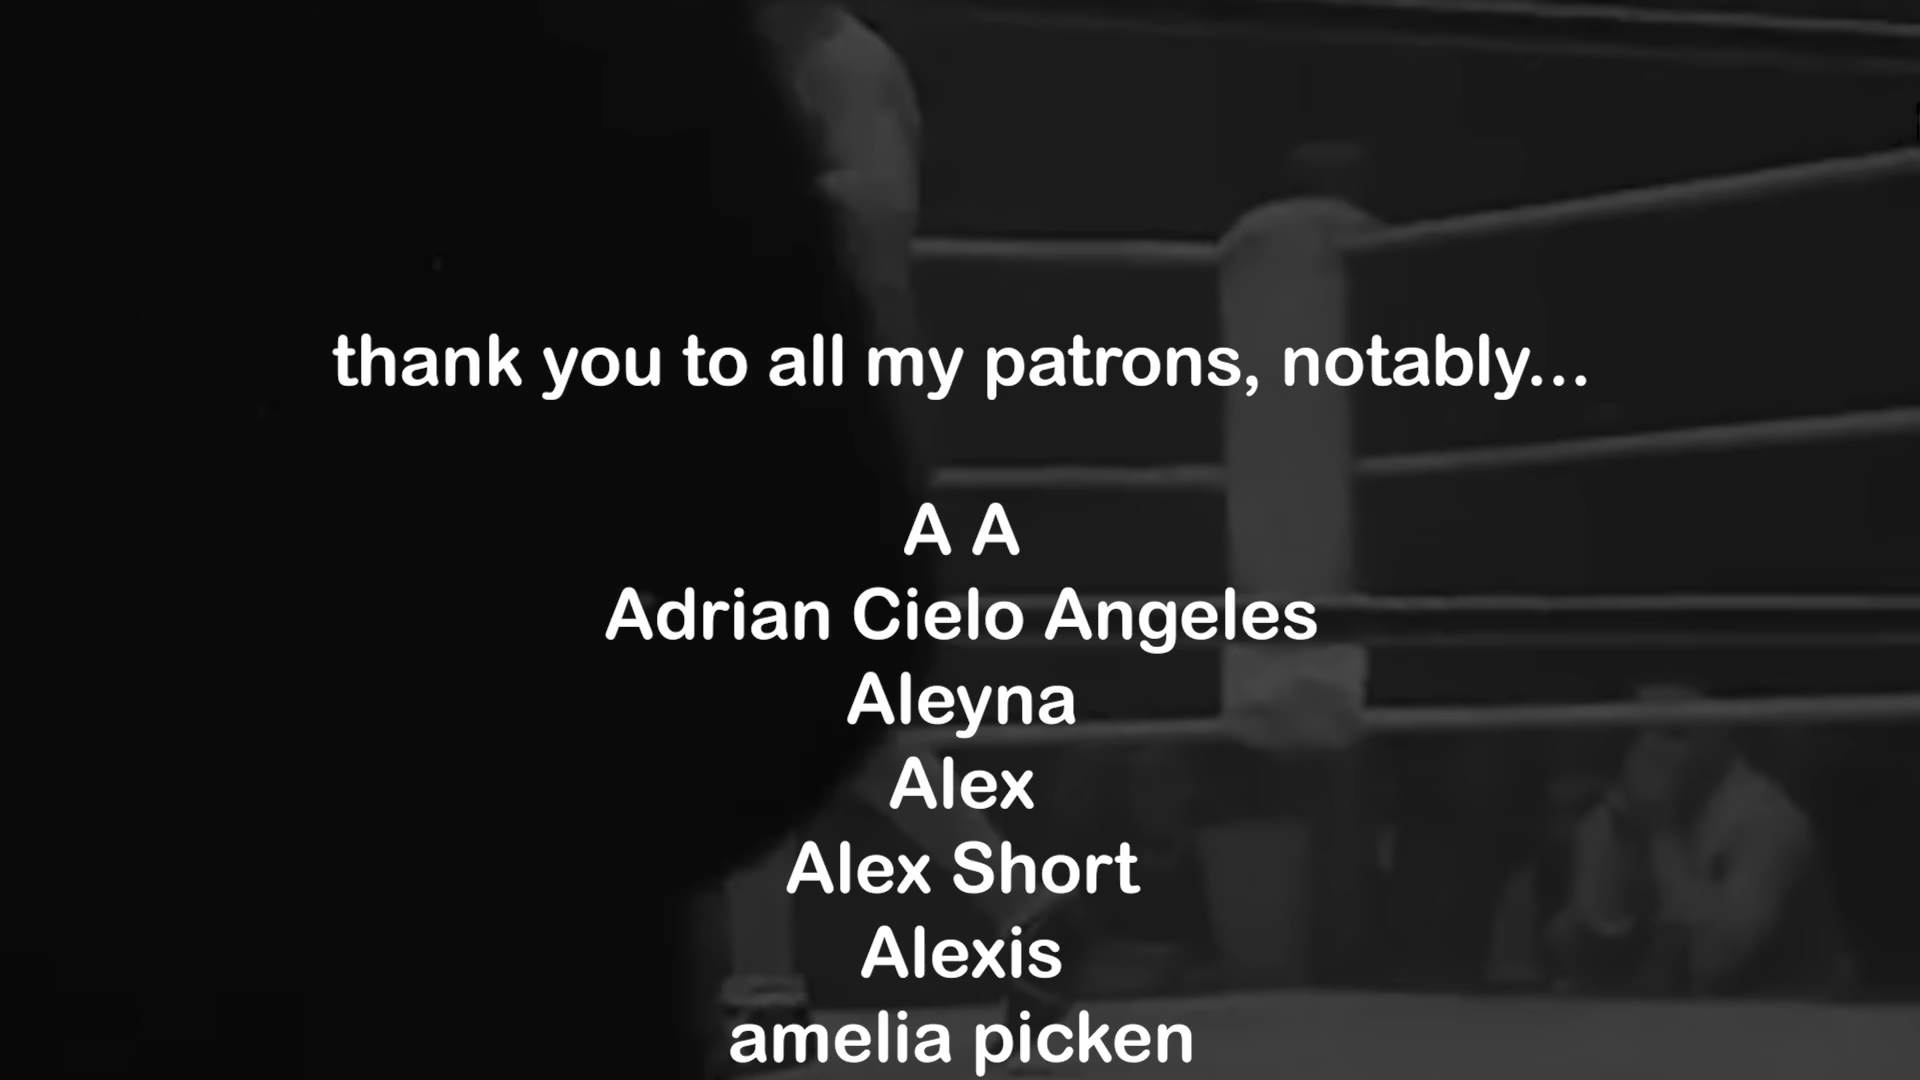 thank you to all my patrons, notably...
A A
Adrian Cielo Angeles
Aleyna
Alex
Alex Short
Alexis
amelia picken